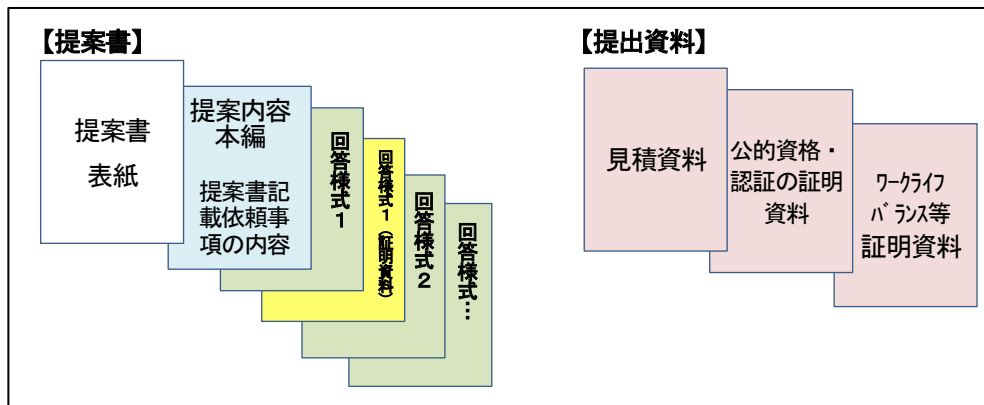 【提案書】
提案書
表紙
提案内容
本編
提案書記
載依頼事
項の内容
回答様式１
回答様式１（証明資料）
回答様式２
回答様式…
【提出資料】
見積資料
公的資格・
認証の証明
資料
ﾜｰｸﾗｲﾌ
ﾊﾞﾗﾝｽ等
証明資料